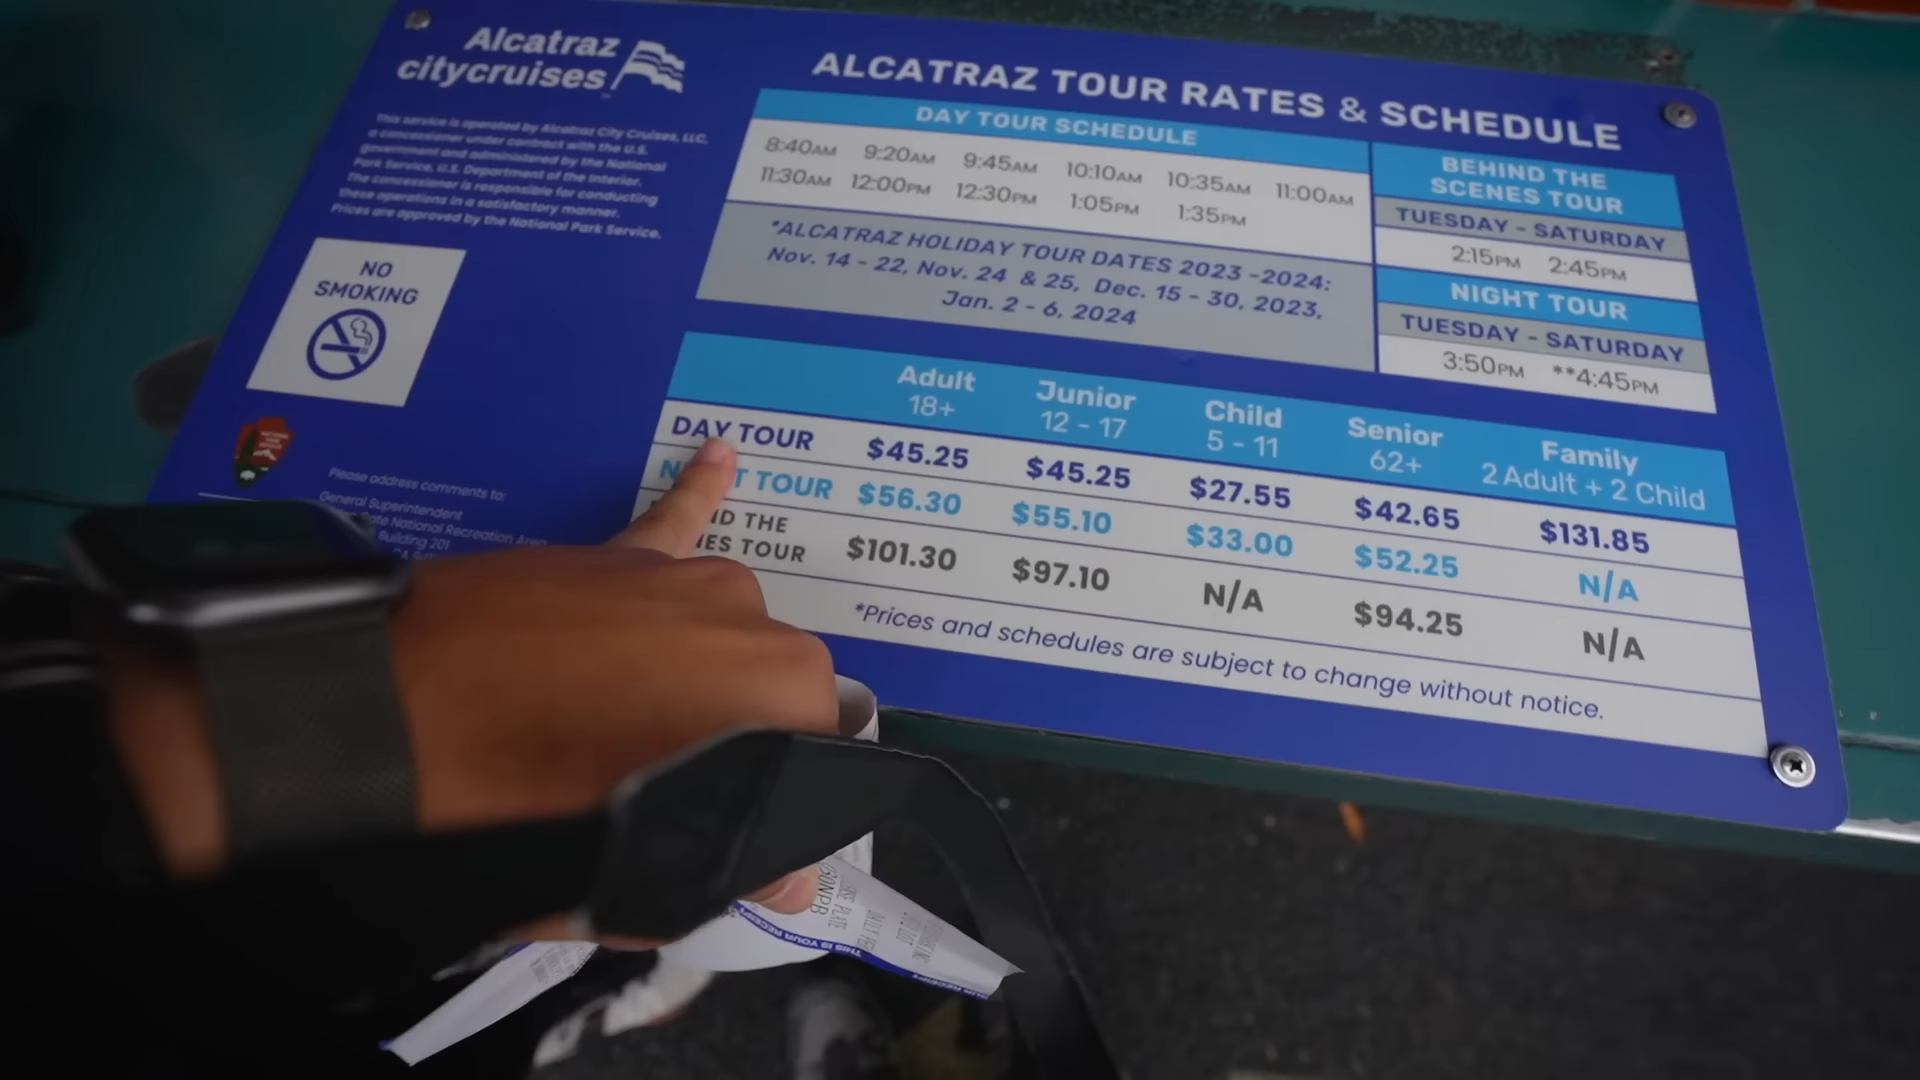 Alcatraz
citycruises
This service is operated by Alcatraz City Cruises, LLC,
a concessioner under contract with the U.S.
government and administered by the National
Park Service, U.S. Department of the Interior.
The concessioner is responsible for conducting
these operations in a satisfactory manner.
Prices are approved by the National Park Service.
NO
SMOKING
Please address comments to:
General Superintendent
National Recreation Area
Building 201
ALCATRAZ TOUR RATES & SCHEDULE
DAY TOUR SCHEDULE
8:40AM 9:20AM 9:45AM 10:10AM 10:35AM 11:00AM
11:30AM 12:00PM 12:30PM 1:05PM 1:35PM
*ALCATRAZ HOLIDAY TOUR DATES 2023 -2024:
Nov. 14 - 22, Nov. 24 & 25, Dec. 15 - 30, 2023,
Jan. 2 - 6, 2024
BEHIND THE
SCENES TOUR
TUESDAY - SATURDAY
2:15PM 2:45PM
NIGHT TOUR
TUESDAY - SATURDAY
3:50PM **4:45PM
Adult Junior Child Senior Family
18+ 12 - 17 5 - 11 62+ 2 Adult + 2 Child
DAY TOUR $45.25 $45.25 $27.55 $42.65 $131.85
TOUR $56.30 $55.10 $33.00 $52.25 N/A
THE
TOUR $101.30 $97.10 N/A $94.25 N/A
*Prices and schedules are subject to change without notice.
THIS IS YOUR RECEIPT